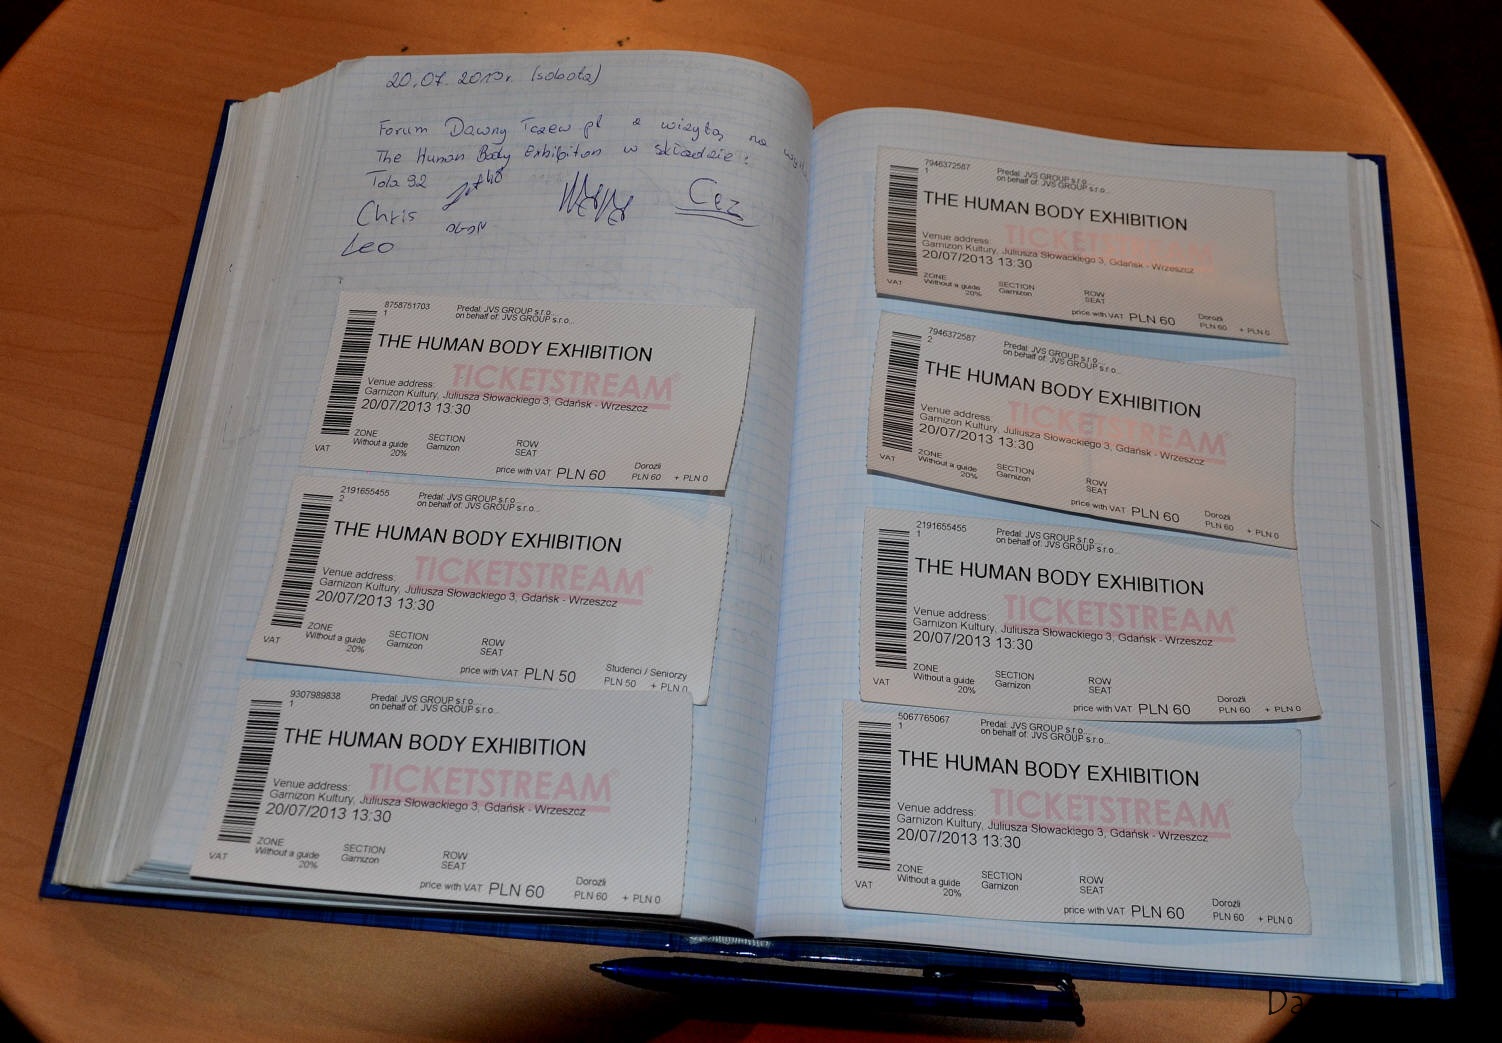 20.07.2013r. (sobota)
Forum Dawny Tczew.pl z wizytą na
The Human Body Exhibition w składzie:
Tola 92
Chris
Cez
Leo
8758751703
1
Predal: JVS GROUP s.r.o...
on behalf of: JVS GROUP s.r.o...
THE HUMAN BODY EXHIBITION
TICKETSTREAM®
Venue address:
Garnizon Kultury, Juliusza Słowackiego 3, Gdańsk - Wrzeszcz
20/07/2013 13:30
ZONE SECTION ROW
Without a guide Garnizon SEAT
VAT 20%
Dorośli
price with VAT PLN 60 PLN 60 + PLN 0
2191655455
2
Predal: JVS GROUP s.r.o...
on behalf of: JVS GROUP s.r.o...
THE HUMAN BODY EXHIBITION
TICKETSTREAM®
Venue address:
Garnizon Kultury, Juliusza Słowackiego 3, Gdańsk - Wrzeszcz
20/07/2013 13:30
ZONE SECTION ROW
Without a guide Garnizon SEAT
VAT 20%
Studenci / Seniorzy
price with VAT PLN 50 PLN 50 + PLN 0
9307989838
1
Predal: JVS GROUP s.r.o...
on behalf of: JVS GROUP s.r.o...
THE HUMAN BODY EXHIBITION
TICKETSTREAM®
Venue address:
Garnizon Kultury, Juliusza Słowackiego 3, Gdańsk - Wrzeszcz
20/07/2013 13:30
ZONE SECTION ROW
Without a guide Garnizon SEAT
VAT 20%
Dorośli
price with VAT PLN 60 PLN 60 + PLN 0
7946372587
1
Predal: JVS GROUP s.r.o...
on behalf of: JVS GROUP s.r.o...
THE HUMAN BODY EXHIBITION
TICKETSTREAM
Venue address:
Garnizon Kultury, Juliusza Słowackiego 3, Gdańsk - Wrzeszcz
20/07/2013 13:30
ZONE SECTION ROW
Without a guide Garnizon SEAT
VAT 20%
Dorośli
price with VAT PLN 60 PLN 60 + PLN 0
7946372587
2
Predal: JVS GROUP s.r.o...
on behalf of: JVS GROUP s.r.o...
THE HUMAN BODY EXHIBITION
TICKETSTREAM®
Venue address:
Garnizon Kultury, Juliusza Słowackiego 3, Gdańsk - Wrzeszcz
20/07/2013 13:30
ZONE SECTION ROW
Without a guide Garnizon SEAT
VAT 20%
Dorośli
price with VAT PLN 60 PLN 60 + PLN 0
2191655455
1
Predal: JVS GROUP s.r.o...
on behalf of: JVS GROUP s.r.o...
THE HUMAN BODY EXHIBITION
TICKETSTREAM®
Venue address:
Garnizon Kultury, Juliusza Słowackiego 3, Gdańsk - Wrzeszcz
20/07/2013 13:30
ZONE SECTION ROW
Without a guide Garnizon SEAT
VAT 20%
Dorośli
price with VAT PLN 60 PLN 60 + PLN 0
5067765067
1
Predal: JVS GROUP s.r.o...
on behalf of: JVS GROUP s.r.o...
THE HUMAN BODY EXHIBITION
TICKETSTREAM®
Venue address:
Garnizon Kultury, Juliusza Słowackiego 3, Gdańsk - Wrzeszcz
20/07/2013 13:30
ZONE SECTION ROW
Without a guide Garnizon SEAT
VAT 20%
Dorośli
price with VAT PLN 60 PLN 60 + PLN 0